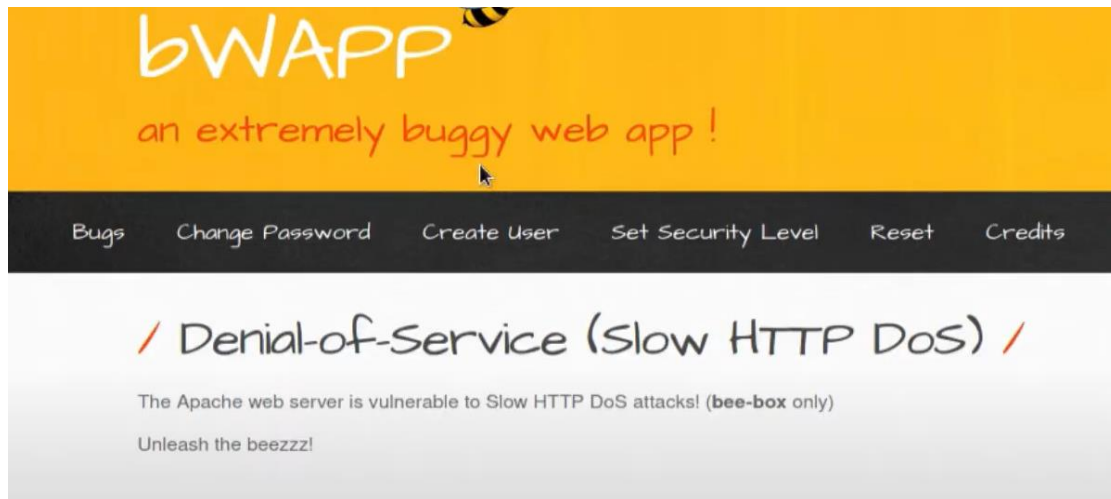 bWAPP
an extremely buggy web app !
Bugs Change Password Create User Set Security Level Reset Credits
/ Denial-of-Service (Slow HTTP DoS) /
The Apache web server is vulnerable to Slow HTTP DoS attacks! (bee-box only)
Unleash the beezzz!